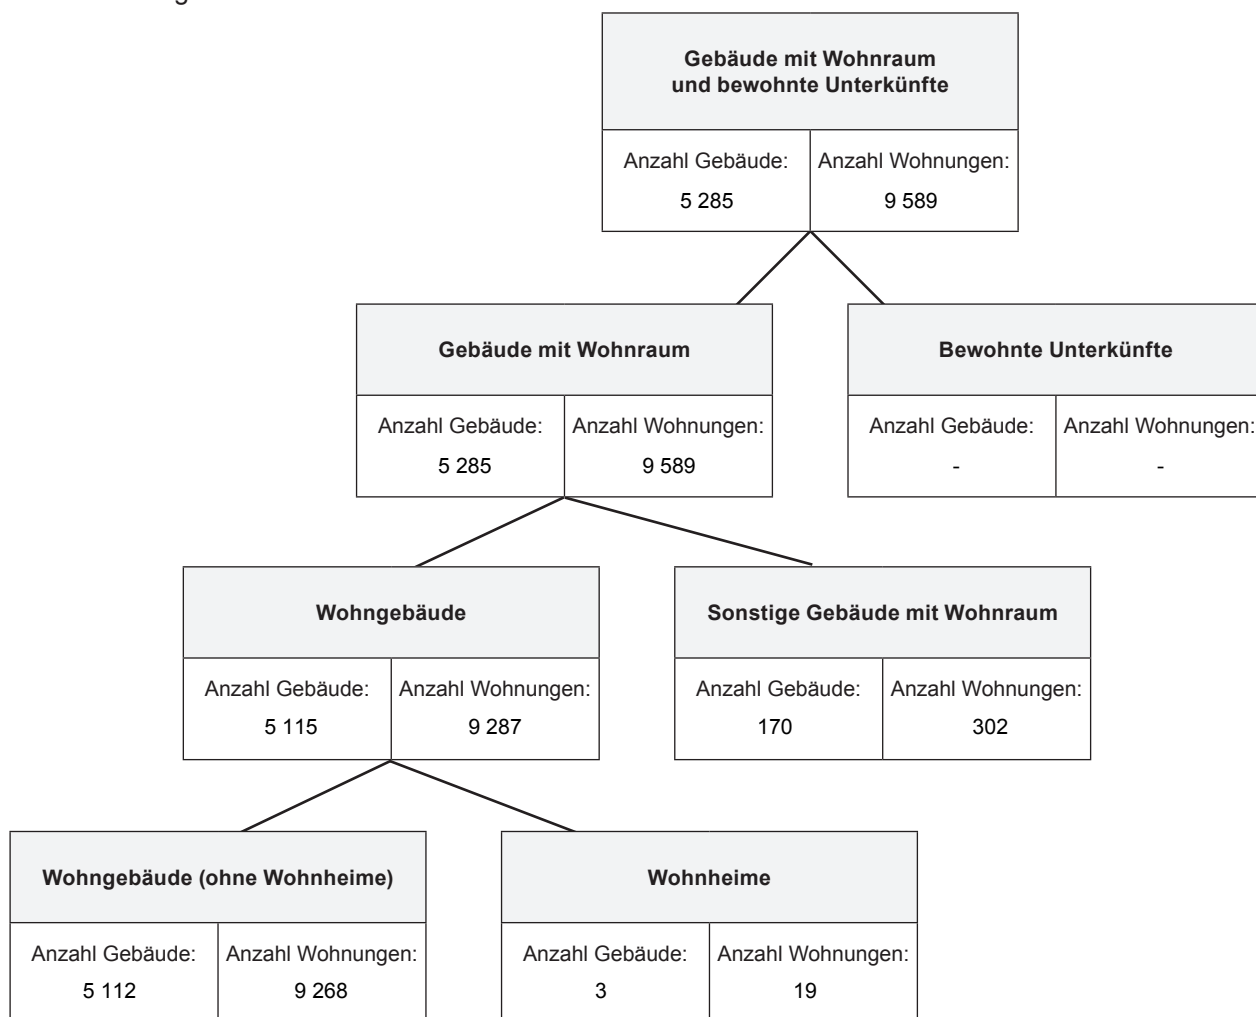 Gebäude mit Wohnraum
und bewohnte Unterkünfte
Anzahl Gebäude: Anzahl Wohnungen:
5 285 9 589
Gebäude mit Wohnraum
Anzahl Gebäude: Anzahl Wohnungen:
5 285 9 589
Bewohnte Unterkünfte
Anzahl Gebäude: Anzahl Wohnungen:
- -
Wohngebäude
Anzahl Gebäude: Anzahl Wohnungen:
5 115 9 287
Sonstige Gebäude mit Wohnraum
Anzahl Gebäude: Anzahl Wohnungen:
170 302
Wohngebäude (ohne Wohnheime)
Anzahl Gebäude: Anzahl Wohnungen:
5 112 9 268
Wohnheime
Anzahl Gebäude: Anzahl Wohnungen:
3 19